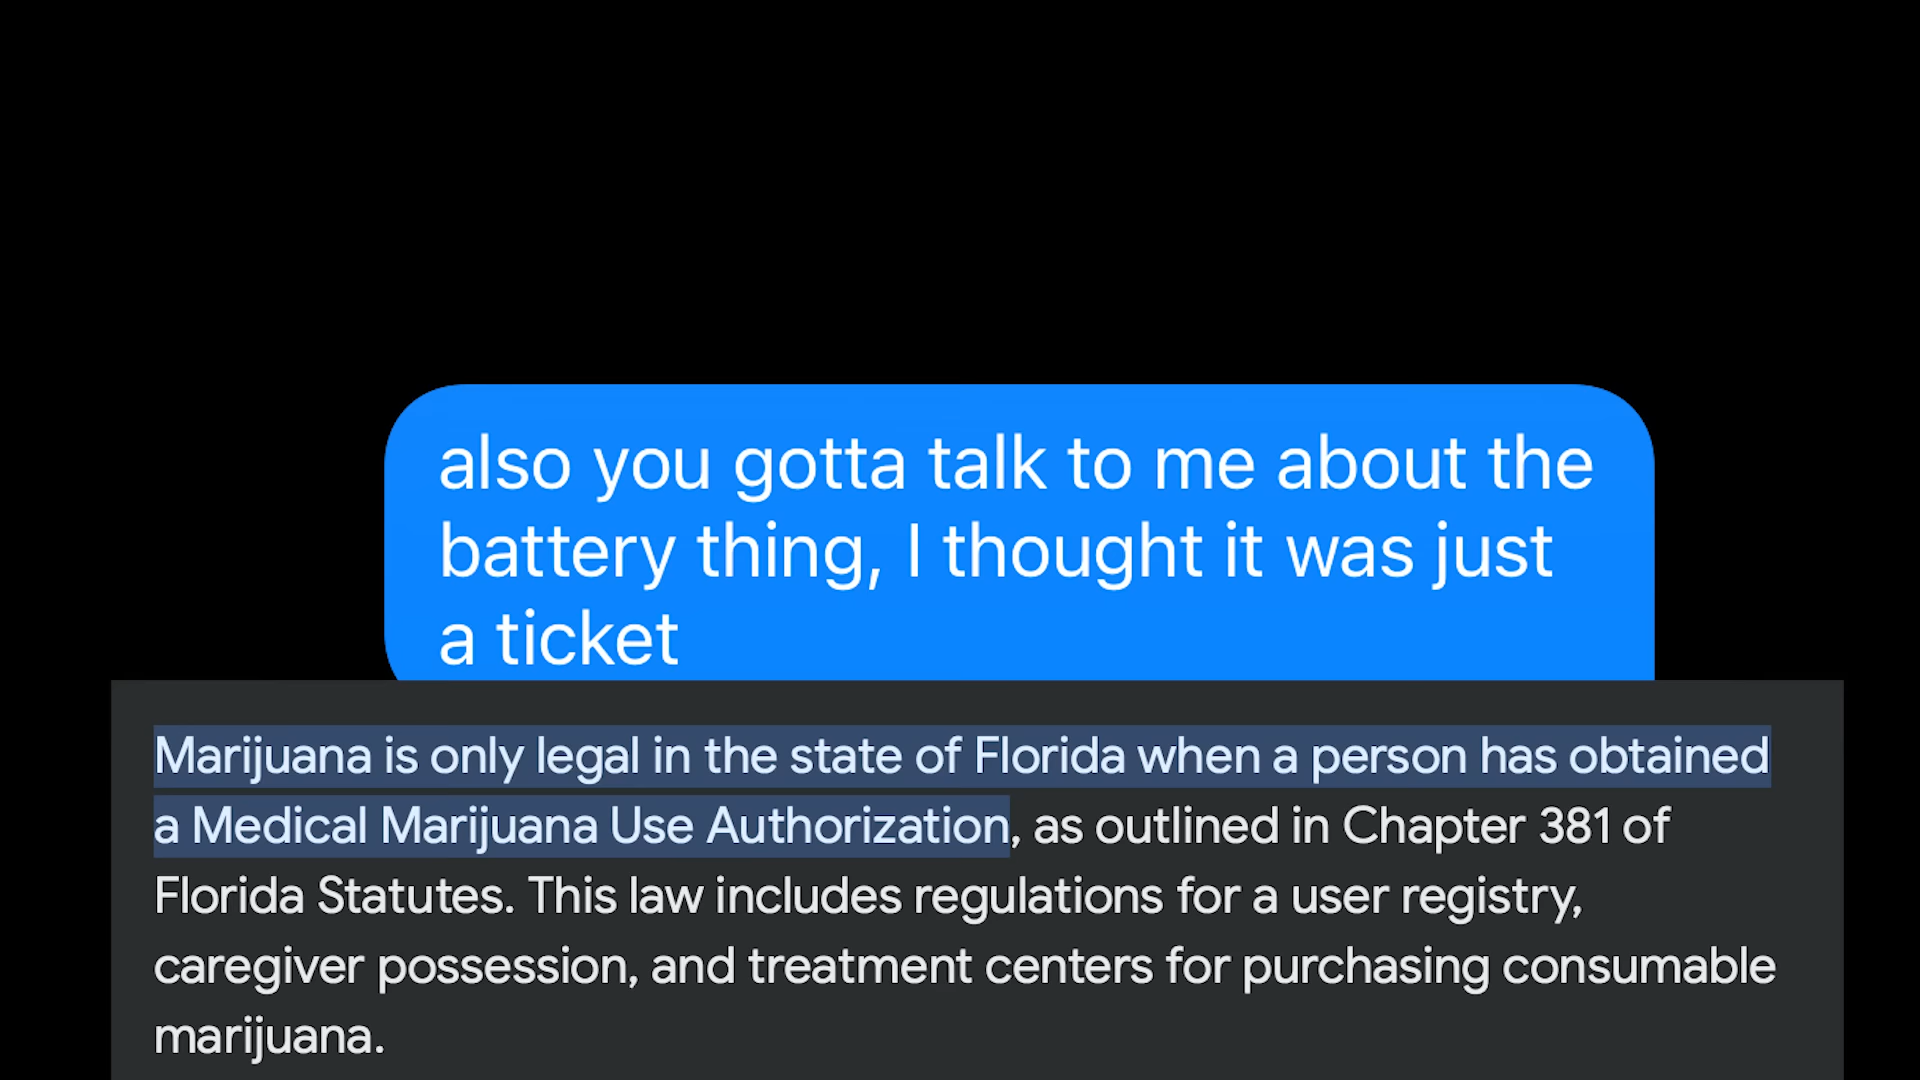 also you gotta talk to me about the
battery thing, I thought it was just
a ticket
Marijuana is only legal in the state of Florida when a person has obtained
a Medical Marijuana Use Authorization, as outlined in Chapter 381 of
Florida Statutes. This law includes regulations for a user registry,
caregiver possession, and treatment centers for purchasing consumable
marijuana.